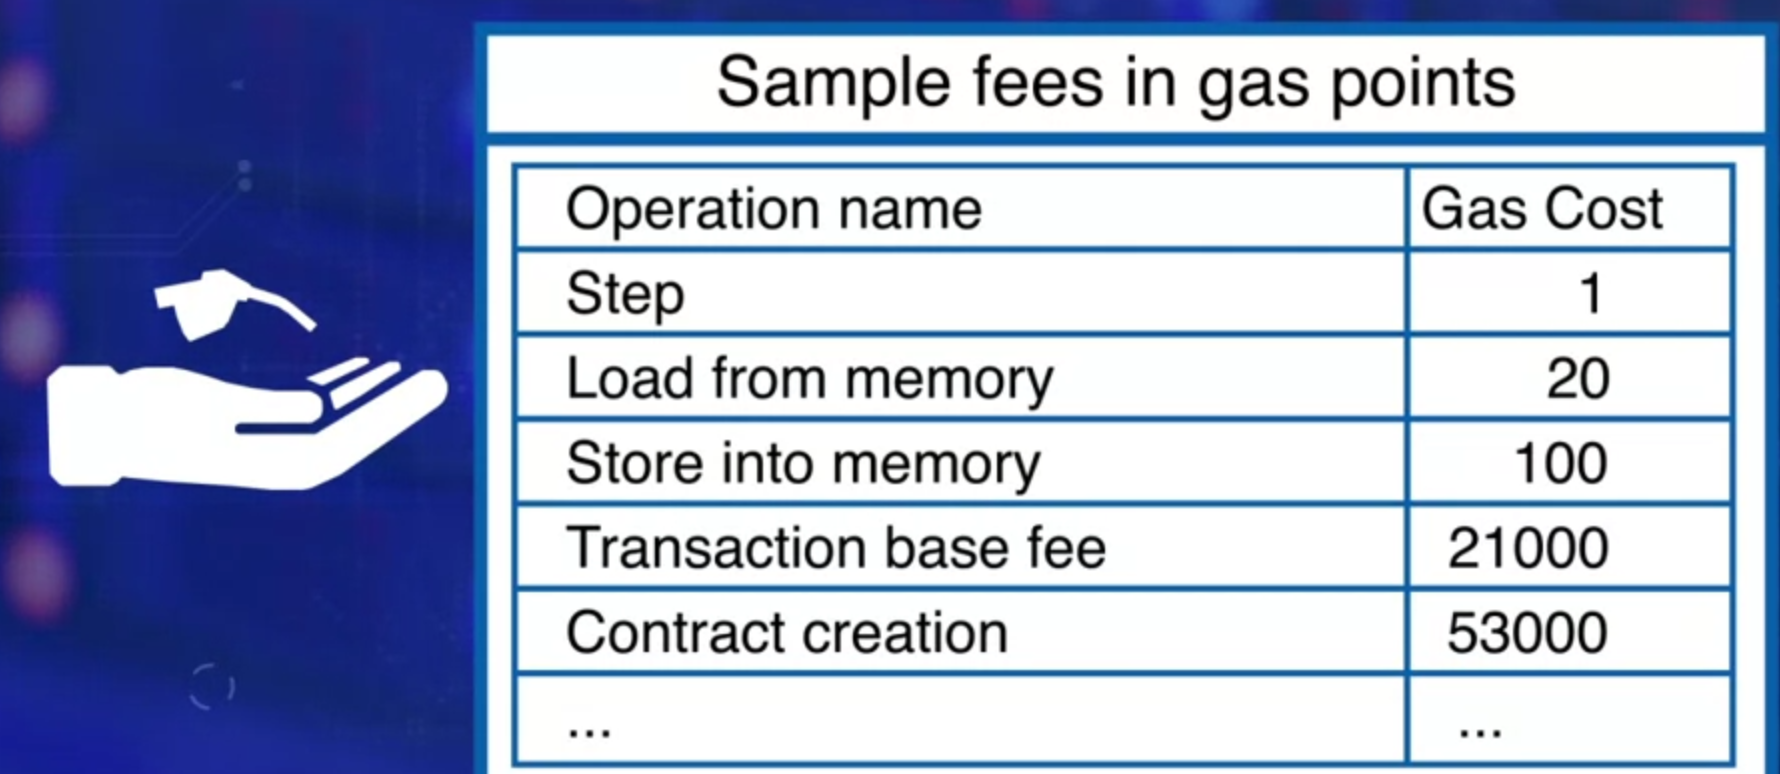 Sample fees in gas points
Operation name Gas Cost
Step 1
Load from memory 20
Store into memory 100
Transaction base fee 21000
Contract creation 53000
... ...